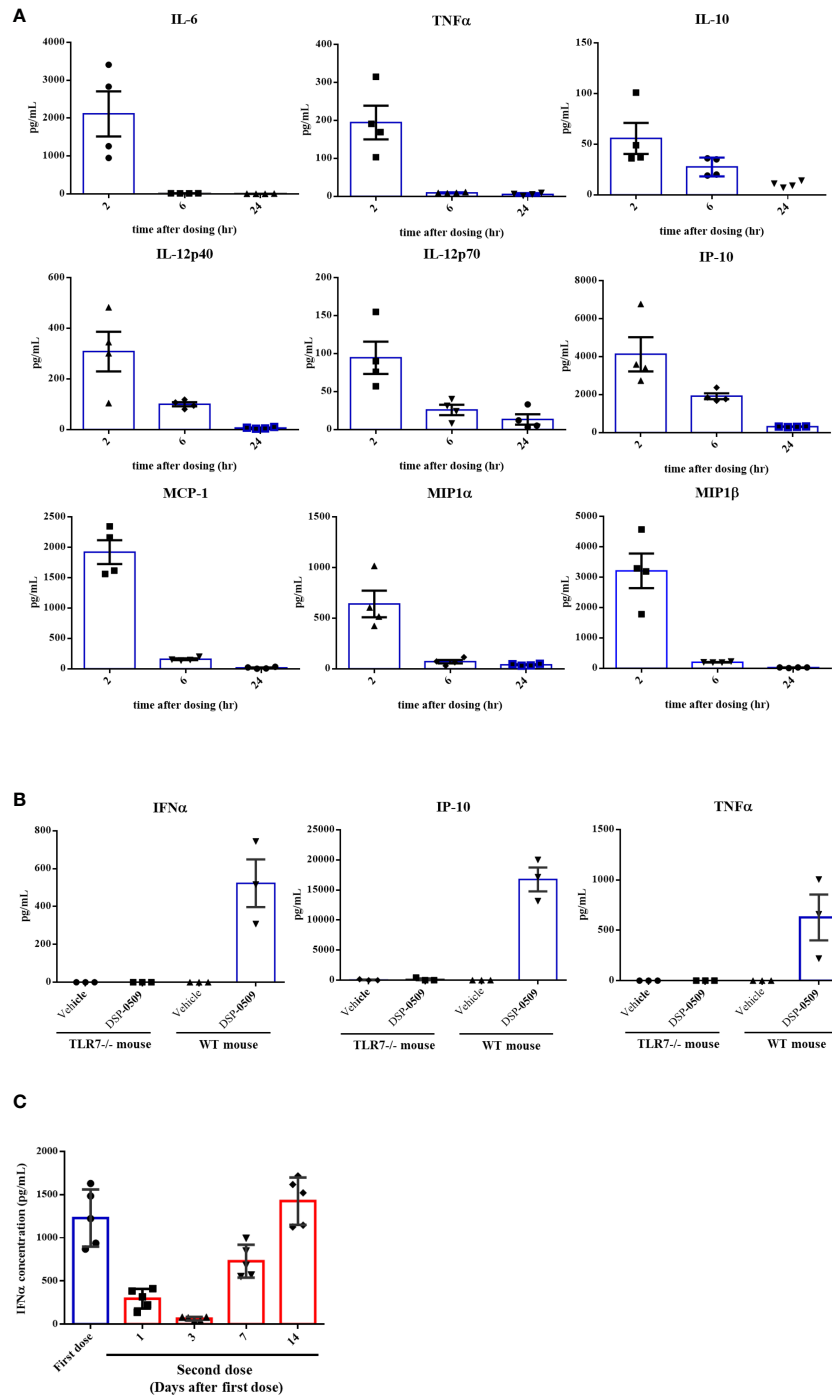 A
IL-6 TNFα IL-10
pg/mL 4000 3000 2000 1000 0
pg/mL 400 300 200 100 0
pg/mL 150 100 50 0
2 6 24 2 6 24 2 6 24
time after dosing (hr) time after dosing (hr) time after dosing (hr)
IL-12p40 IL-12p70 IP-10
pg/mL 600 400 200 0
pg/mL 200 150 100 50 0
pg/mL 8000 6000 4000 2000 0
2 6 24 2 6 24 2 6 24
time after dosing (hr) time after dosing (hr) time after dosing (hr)
MCP-1 MIP1α MIP1β
pg/mL 2500 2000 1500 1000 500 0
pg/mL 1500 1000 500 0
pg/mL 5000 4000 3000 2000 1000 0
2 6 24 2 6 24 2 6 24
time after dosing (hr) time after dosing (hr) time after dosing (hr)
B
IFNα IP-10 TNFα
pg/mL 800 600 400 200 0
pg/mL 25000 20000 15000 10000 5000 0
pg/mL 1500 1000 500 0
Vehicle DSP-0509 Vehicle DSP-0509 Vehicle DSP-0509 Vehicle DSP-0509 Vehicle DSP-0509 Vehicle DSP-0509
TLR7-/- mouse WT mouse TLR7-/- mouse WT mouse TLR7-/- mouse WT mouse
C
IFNα concentration (pg/mL)
2000
1500
1000
500
0
First dose 1 3 7 14
Second dose
(Days after first dose)